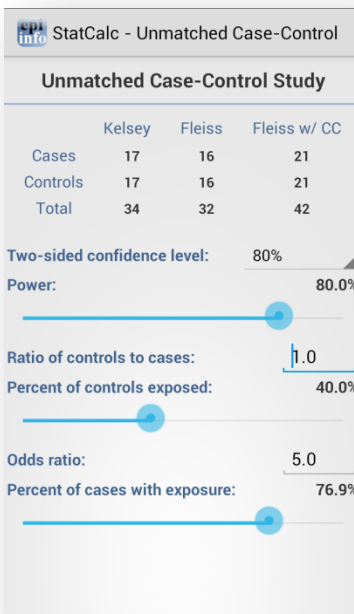 epi info StatCalc - Unmatched Case-Control
Unmatched Case-Control Study
Kelsey Fleiss Fleiss w/ CC
Cases 17 16 21
Controls 17 16 21
Total 34 32 42
Two-sided confidence level: 80%
Power: 80.0%
Ratio of controls to cases: 1.0
Percent of controls exposed: 40.0%
Odds ratio: 5.0
Percent of cases with exposure: 76.9%